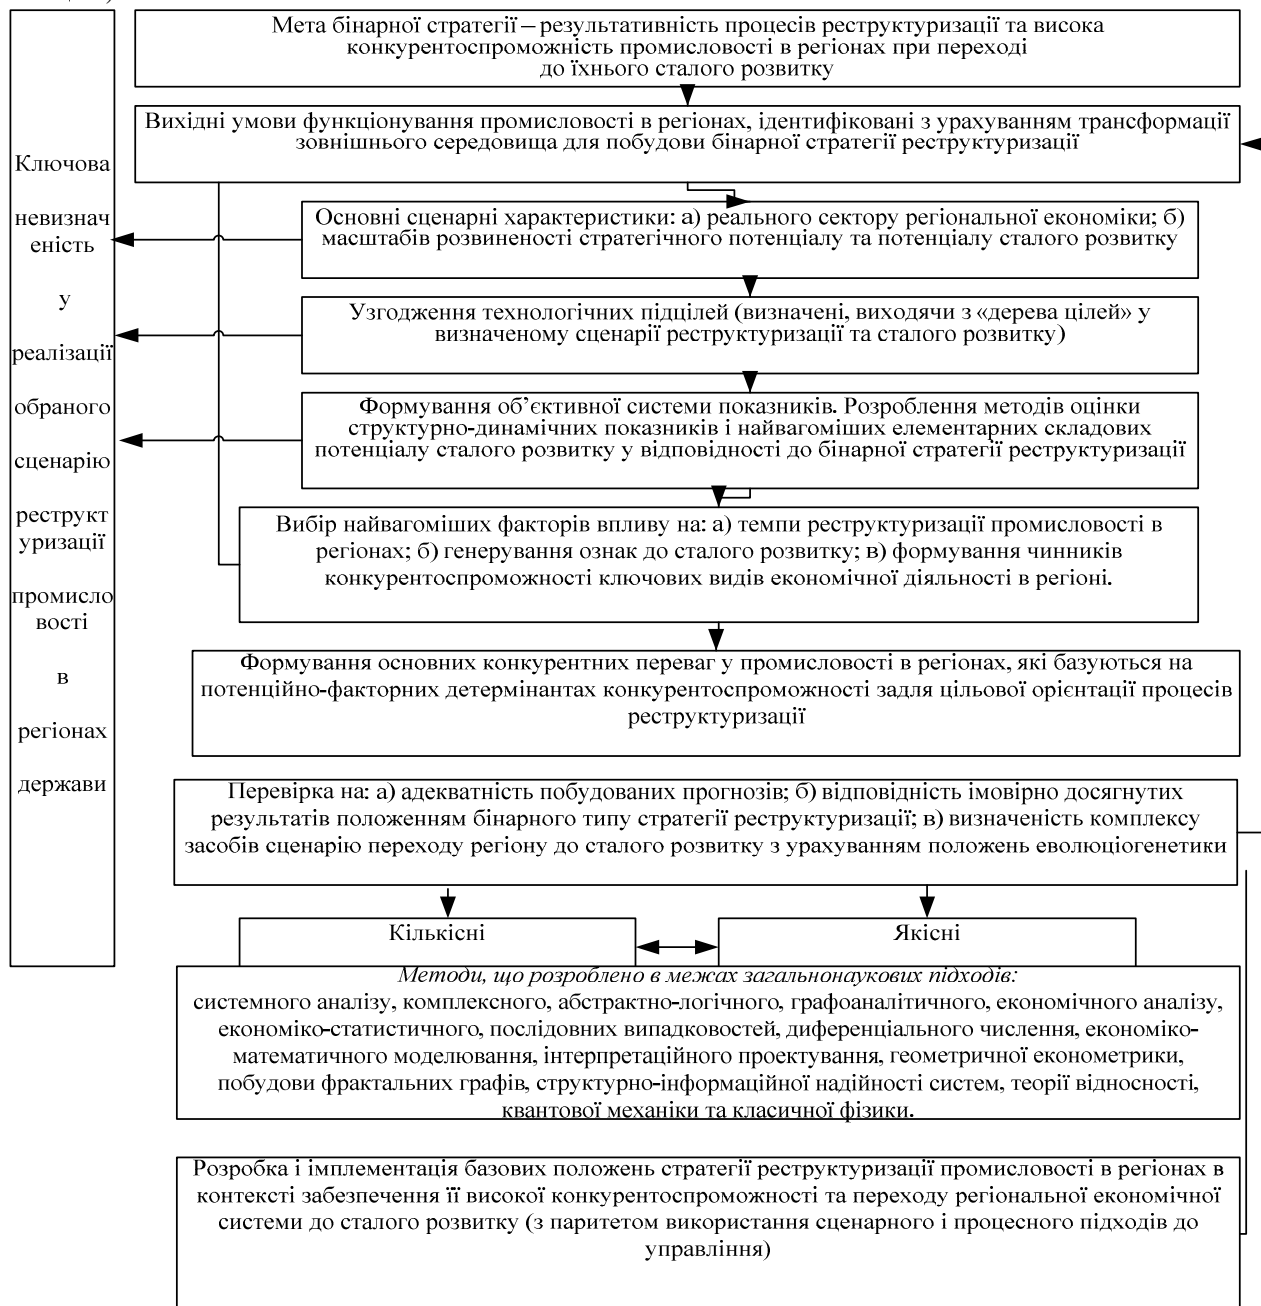 Мета бінарної стратегії – результативність процесів реструктуризації та висока
конкурентоспроможність промисловості в регіонах при переході
до їхнього сталого розвитку
Вихідні умови функціонування промисловості в регіонах, ідентифіковані з урахуванням трансформації
зовнішнього середовища для побудови бінарної стратегії реструктуризації
Ключова
невизнач
еність
у
реалізації
обраного
сценарію
реструкт
уризації
промисло
вості
в
регіонах
держави
Основні сценарні характеристики: а) реального сектору регіональної економіки; б)
масштабів розвиненості стратегічного потенціалу та потенціалу сталого розвитку
Узгодження технологічних підцілей (визначені, виходячи з «дерева цілей» у
визначеному сценарії реструктуризації та сталого розвитку)
Формування об’єктивної системи показників. Розроблення методів оцінки
структурно-динамічних показників і найвагоміших елементарних складових
потенціалу сталого розвитку у відповідності до бінарної стратегії реструктуризації
Вибір найвагоміших факторів впливу на: а) темпи реструктуризації промисловості в
регіонах; б) генерування ознак до сталого розвитку; в) формування чинників
конкурентоспроможності ключових видів економічної діяльності в регіоні.
Формування основних конкурентних переваг у промисловості в регіонах, які базуються на
потенційно-факторних детермінантах конкурентоспроможності задля цільової орієнтації процесів
реструктуризації
Перевірка на: а) адекватність побудованих прогнозів; б) відповідність імовірно досягнутих
результатів положенням бінарного типу стратегії реструктуризації; в) визначеність комплексу
засобів сценарію переходу регіону до сталого розвитку з урахуванням положень еволюціогенетики
Кількісні
Якісні
Методи, що розроблено в межах загальнонаукових підходів:
системного аналізу, комплексного, абстрактно-логічного, графоаналітичного, економічного аналізу,
економіко-статистичного, послідовних випадковостей, диференціального числення, економіко-
математичного моделювання, інтерпретаційного проектування, геометричної економетрики,
побудови фрактальних графів, структурно-інформаційної надійності систем, теорії відносності,
квантової механіки та класичної фізики.
Розробка і імплементація базових положень стратегії реструктуризації промисловості в регіонах в
контексті забезпечення її високої конкурентоспроможності та переходу регіональної економічної
системи до сталого розвитку (з паритетом використання сценарного і процесного підходів до
управління)